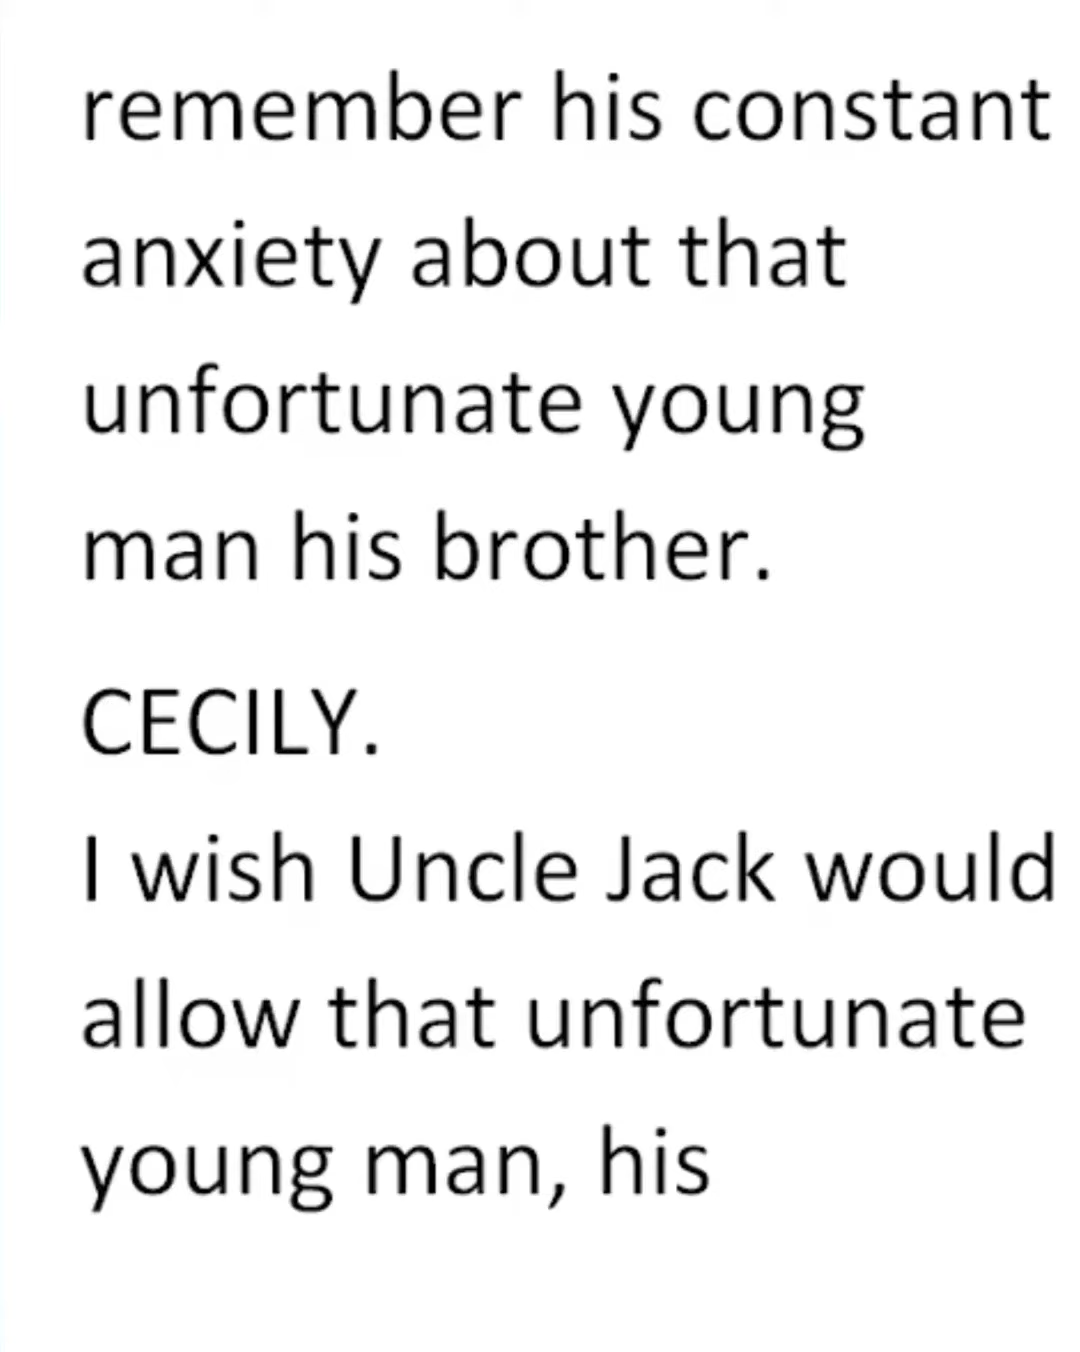 remember his constant
anxiety about that
unfortunate young
man his brother.
CECILY.
I wish Uncle Jack would
allow that unfortunate
young man, his